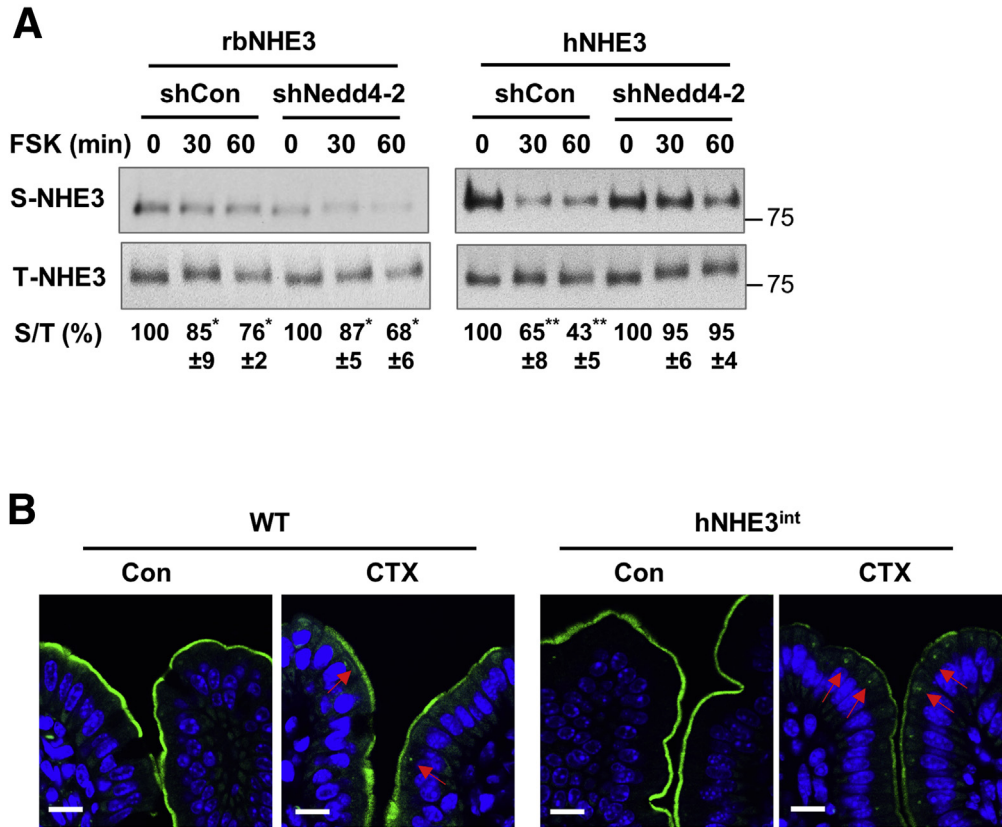 A
rbNHE3 hNHE3
shCon shNedd4-2 shCon shNedd4-2
FSK (min) 0 30 60 0 30 60 0 30 60 0 30 60
S-NHE3
75
T-NHE3
75
S/T (%) 100 85* 76* 100 87* 68* 100 65** 43** 100 95 95
±9 ±2 ±5 ±6 ±8 ±5 ±6 ±4
B
WT hNHE3int
Con CTX Con CTX